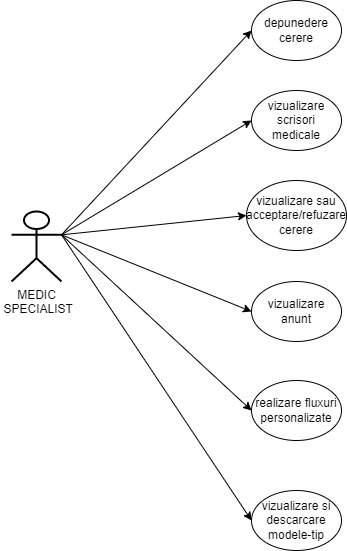 depunedere
cerere
vizualizare
scrisori
medicale
vizualizare sau
acceptare/refuzare
cerere
MEDIC
SPECIALIST
vizualizare
anunt
realizare fluxuri
personalizate
vizualizare si
descarcare
modele-tip